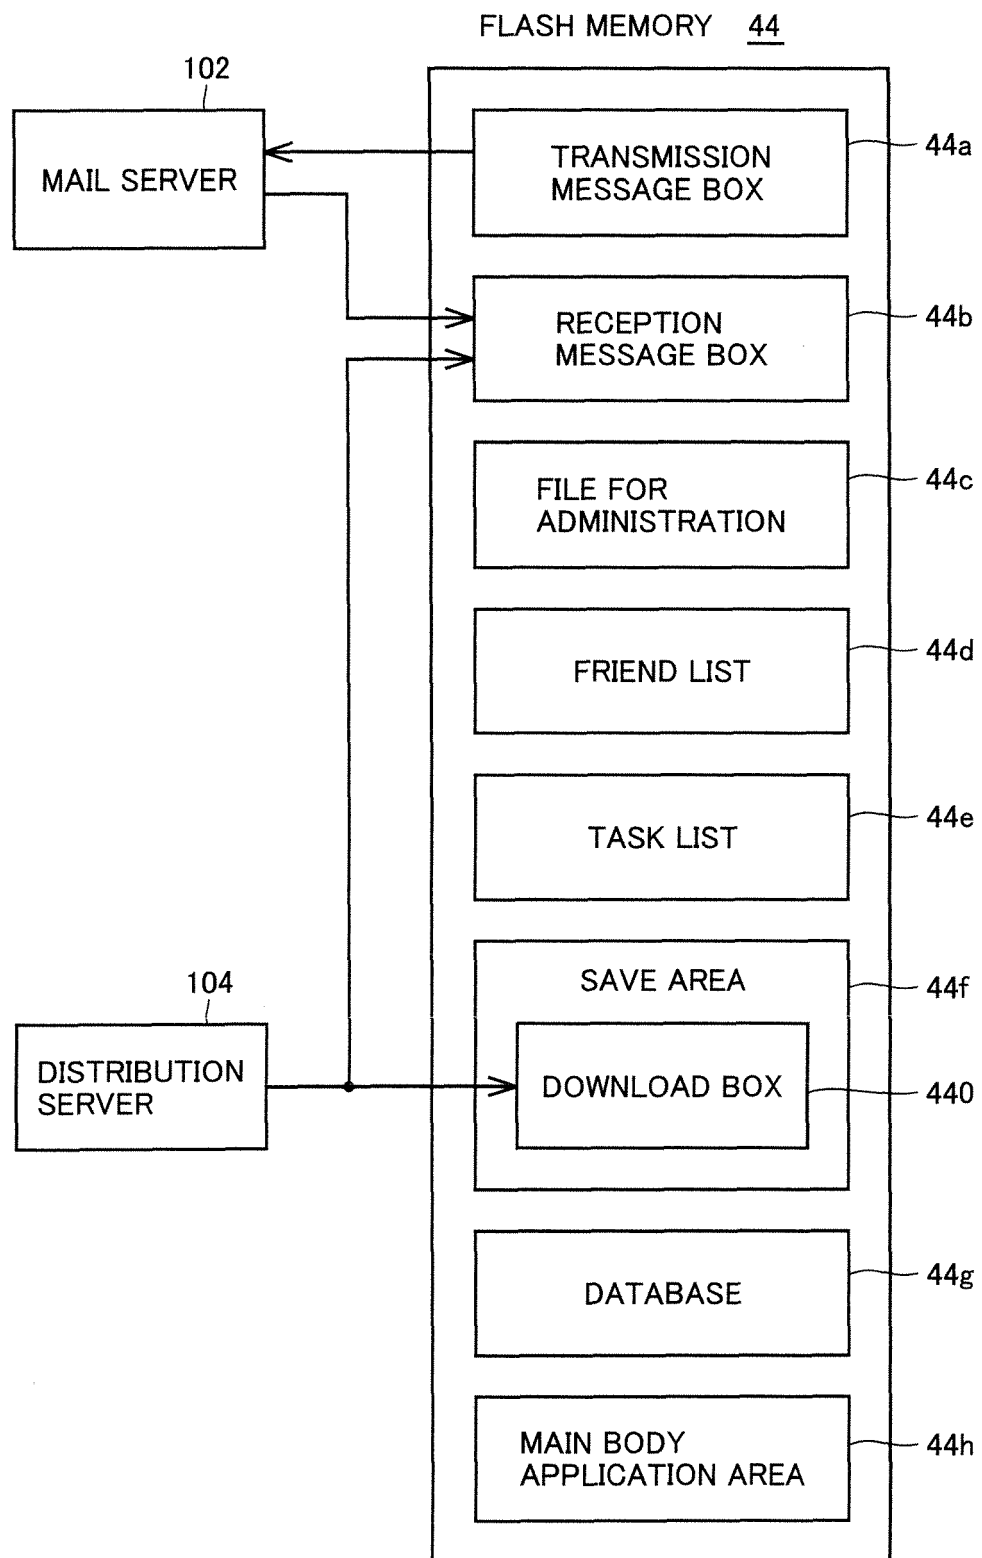 FLASH MEMORY 44
102
MAIL SERVER
TRANSMISSION
MESSAGE BOX
44a
RECEPTION
MESSAGE BOX
44b
FILE FOR
ADMINISTRATION
44c
FRIEND LIST
44d
TASK LIST
44e
SAVE AREA
44f
104
DISTRIBUTION
SERVER
DOWNLOAD BOX
440
DATABASE
44g
MAIN BODY
APPLICATION AREA
44h